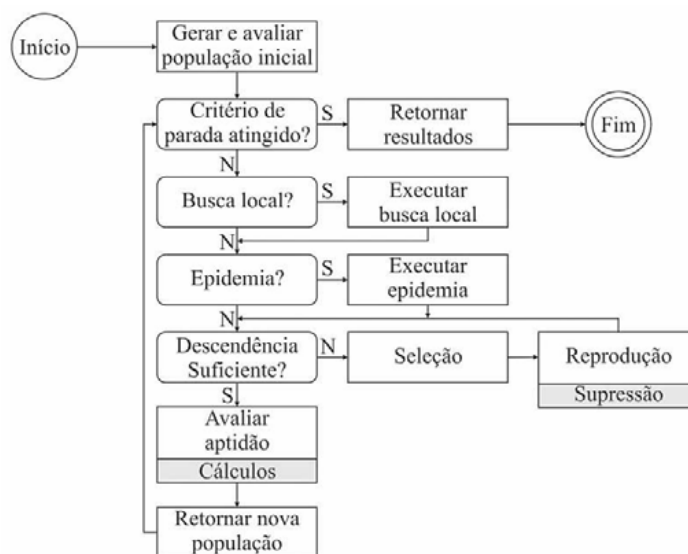 Início
Gerar e avaliar
população inicial
Critério de
parada atingido?
S
Retornar
resultados
Fim
N
Busca local?
S
Executar
busca local
N
Epidemia?
S
Executar
epidemia
N
Descendência
Suficiente?
N
Seleção
Reprodução
Supressão
S
Avaliar
aptidão
Cálculos
Retornar nova
população